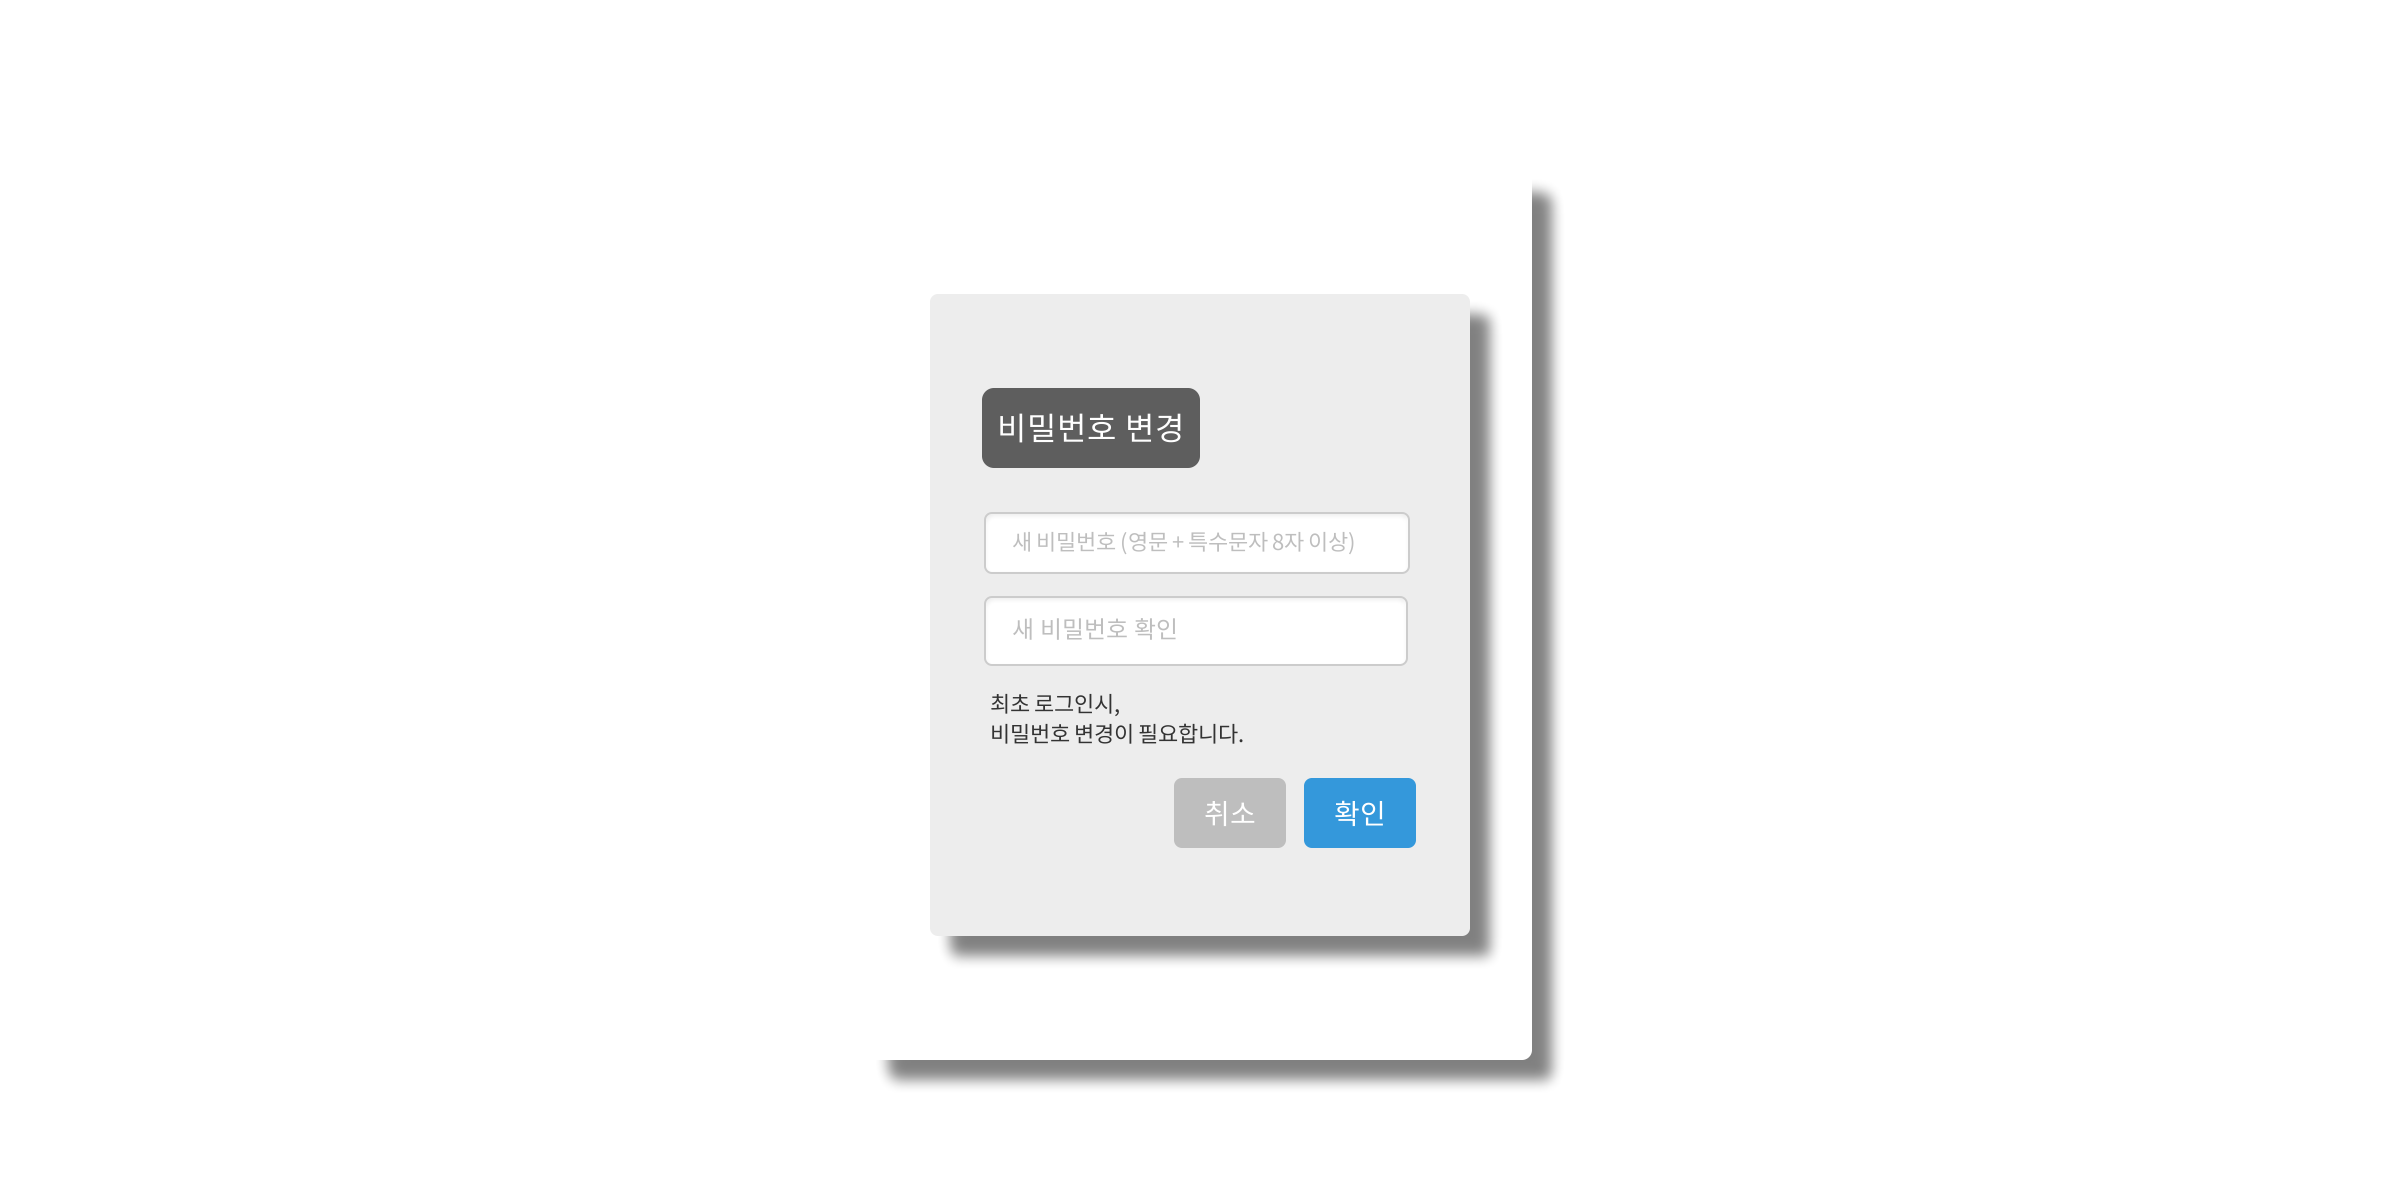 비밀번호 변경
새 비밀번호 (영문 + 특수문자 8자 이상)
새 비밀번호 확인
최초 로그인시,
비밀번호 변경이 필요합니다.
취소 확인